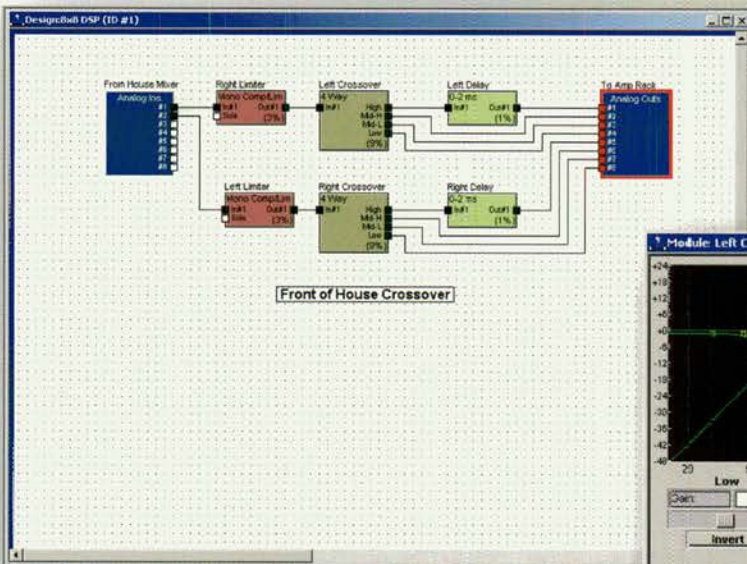 Design:8x8 DSP (ID #1)
From House Mixer
Right Limiter
Left Crossover
Left Delay
To Amp Rack
Analog Ins
#1
#2
#3
#4
#5
#6
#7
#8
Mono Comp/Lim
In#1 Out#1
Side
(3%)
4 Way
In#1 High
Mid-H
Mid-L
Low
(9%)
0-2 ms
In#1 Out#1
(1%)
Analog Outs
#1
#2
#3
#4
#5
#6
#7
#8
Left Limiter
Right Crossover
Right Delay
Mono Comp/Lim
In#1 Out#1
Side
(3%)
4 Way
In#1 High
Mid-H
Mid-L
Low
(9%)
0-2 ms
In#1 Out#1
(1%)
Front of House Crossover
Module: Left C
+24
+18
+12
+6
+0
-6
-12
-18
-24
-30
-36
-42
-48
20
Low
Gain:
Invert